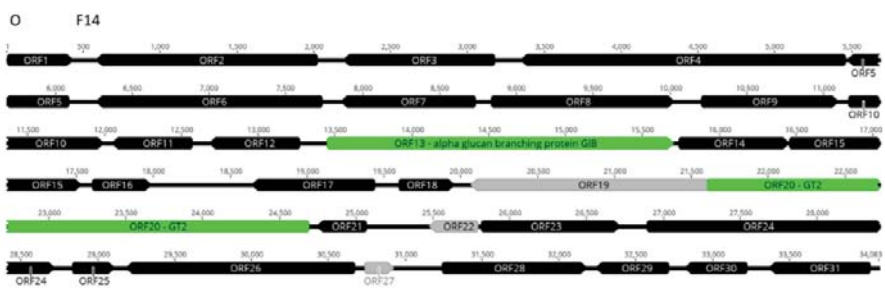 O F14
1 500 1,000 1,500 2,000 2,500 3,000 3,500 4,000 4,500 5,000 5,500
ORF1 ORF2 ORF3 ORF4
ORF5
6,000 6,500 7,000 7,500 8,000 8,500 9,000 9,500 10,000 10,500 11,000
ORF5 ORF6 ORF7 ORF8 ORF9
ORF10
11,500 12,000 12,500 13,000 13,500 14,000 14,500 15,000 15,500 16,000 16,500 17,000
ORF10 ORF11 ORF12 ORF13 - alpha glucan branching protein GlB ORF14 ORF15
17,500 18,000 18,500 19,000 19,500 20,000 20,500 21,000 21,500 22,000 22,500
ORF15 ORF16 ORF17 ORF18 ORF19 ORF20 - GT2
23,000 23,500 24,000 24,500 25,000 25,500 26,000 26,500 27,000 27,500 28,000
ORF20 - GT2 ORF21 ORF22 ORF23 ORF24
28,500 28,000 29,500 30,000 30,500 31,000 31,500 32,500 32,500 33,000 33,500 34,083
ORF26 ORF28 ORF29 ORF30 ORF31
ORF24 ORF25 ORF27